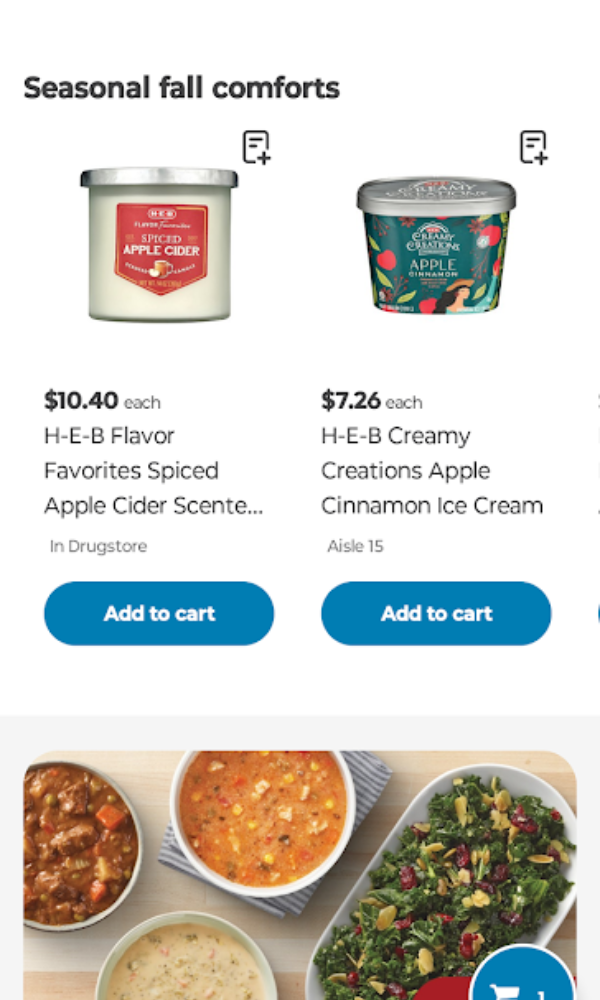 Seasonal fall comforts
H-E-B
FLAVOR Favorites
SPICED
APPLE CIDER
SCENTED CANDLE
CREAMY
CREATIONS
APPLE
CINNAMON
$10.40 each
$7.26 each
H-E-B Flavor
Favorites Spiced
Apple Cider Scente...
H-E-B Creamy
Creations Apple
Cinnamon Ice Cream
In Drugstore
Aisle 15
Add to cart
Add to cart